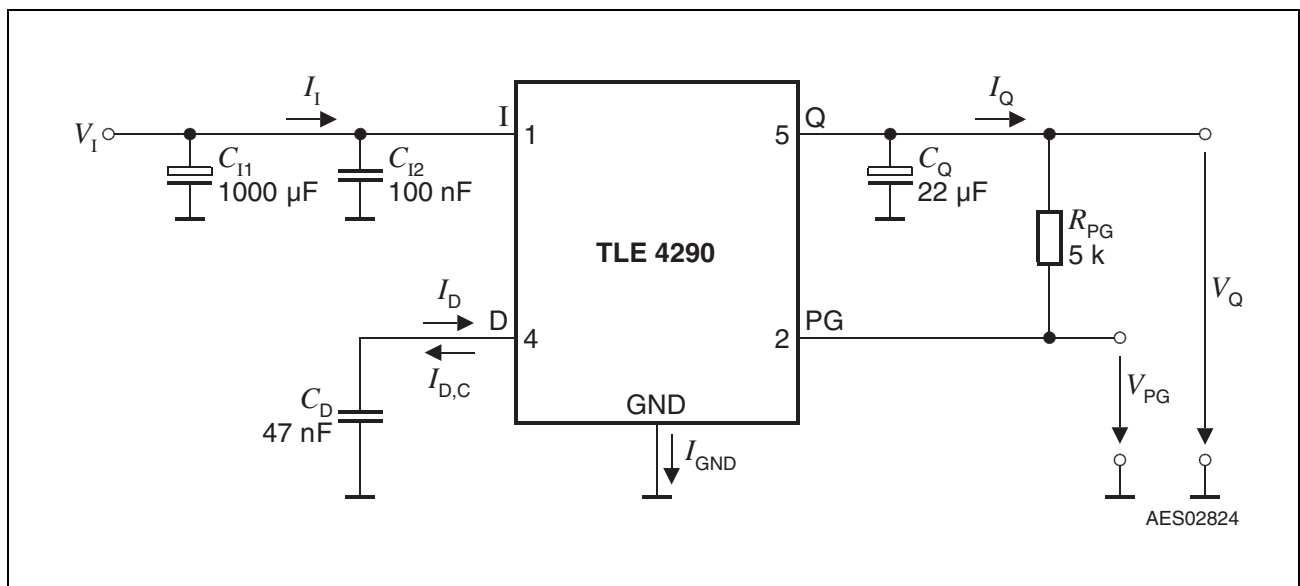 V_I
I_I
C_I1
1000 µF
C_I2
100 nF
I
1
TLE 4290
5
Q
I_Q
C_Q
22 µF
R_PG
5 k
V_Q
I_D
I_D,C
D
4
C_D
47 nF
GND
I_GND
2
PG
V_PG
AES02824